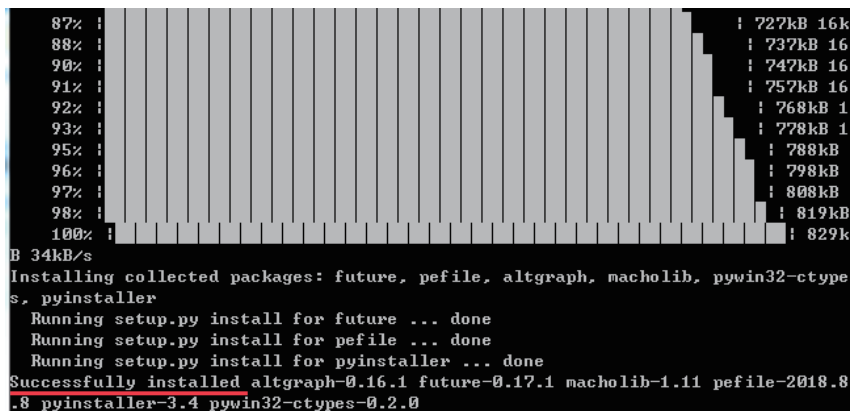 87% | 727kB 16k
88% | 737kB 16
90% | 747kB 16
91% | 757kB 16
92% | 768kB 1
93% | 778kB 1
95% | 788kB
96% | 798kB
97% | 808kB
98% | 819kB
100% | 829k
B 34kB/s
Installing collected packages: future, pefile, altgraph, macholib, pywin32-ctype
s, pyinstaller
Running setup.py install for future ... done
Running setup.py install for pefile ... done
Running setup.py install for pyinstaller ... done
Successfully installed altgraph-0.16.1 future-0.17.1 macholib-1.11 pefile-2018.8
.8 pyinstaller-3.4 pywin32-ctypes-0.2.0